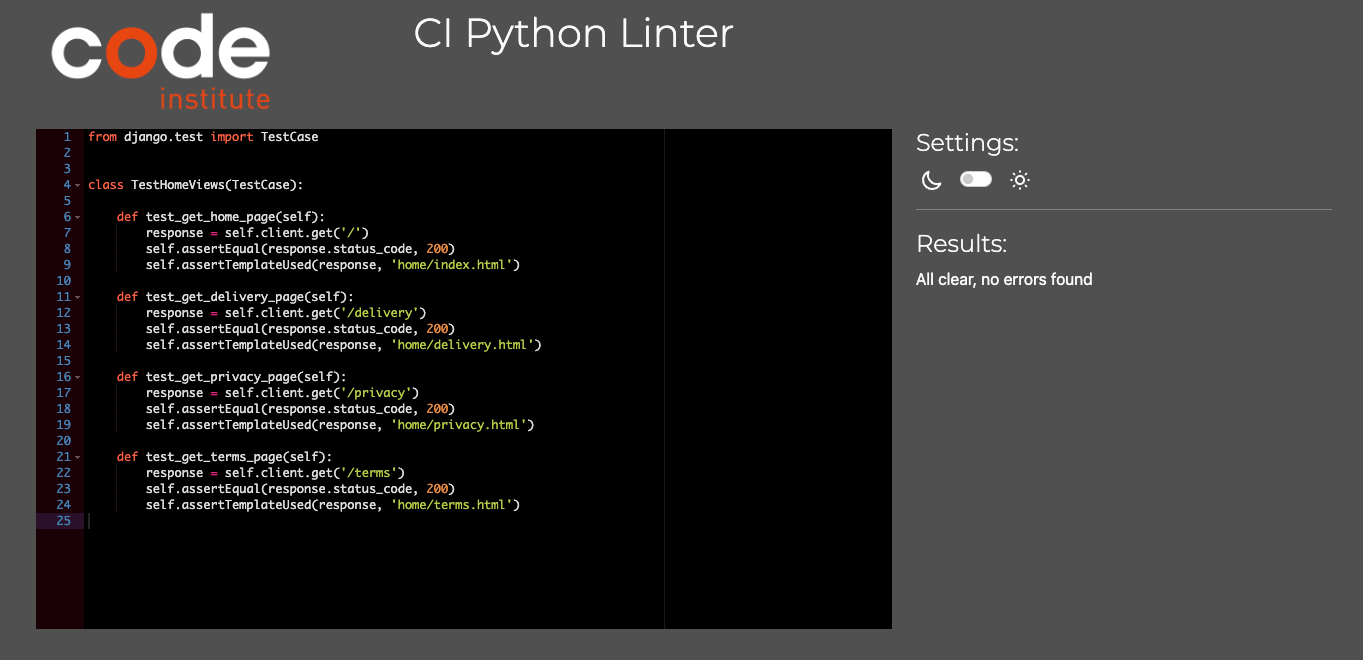 code
institute
CI Python Linter
1 from django.test import TestCase
2
3
4 class TestHomeViews(TestCase):
5
6     def test_get_home_page(self):
7         response = self.client.get('/')
8         self.assertEqual(response.status_code, 200)
9         self.assertTemplateUsed(response, 'home/index.html')
10
11     def test_get_delivery_page(self):
12         response = self.client.get('/delivery')
13         self.assertEqual(response.status_code, 200)
14         self.assertTemplateUsed(response, 'home/delivery.html')
15
16     def test_get_privacy_page(self):
17         response = self.client.get('/privacy')
18         self.assertEqual(response.status_code, 200)
19         self.assertTemplateUsed(response, 'home/privacy.html')
20
21     def test_get_terms_page(self):
22         response = self.client.get('/terms')
23         self.assertEqual(response.status_code, 200)
24         self.assertTemplateUsed(response, 'home/terms.html')
25
Settings:
Results:
All clear, no errors found